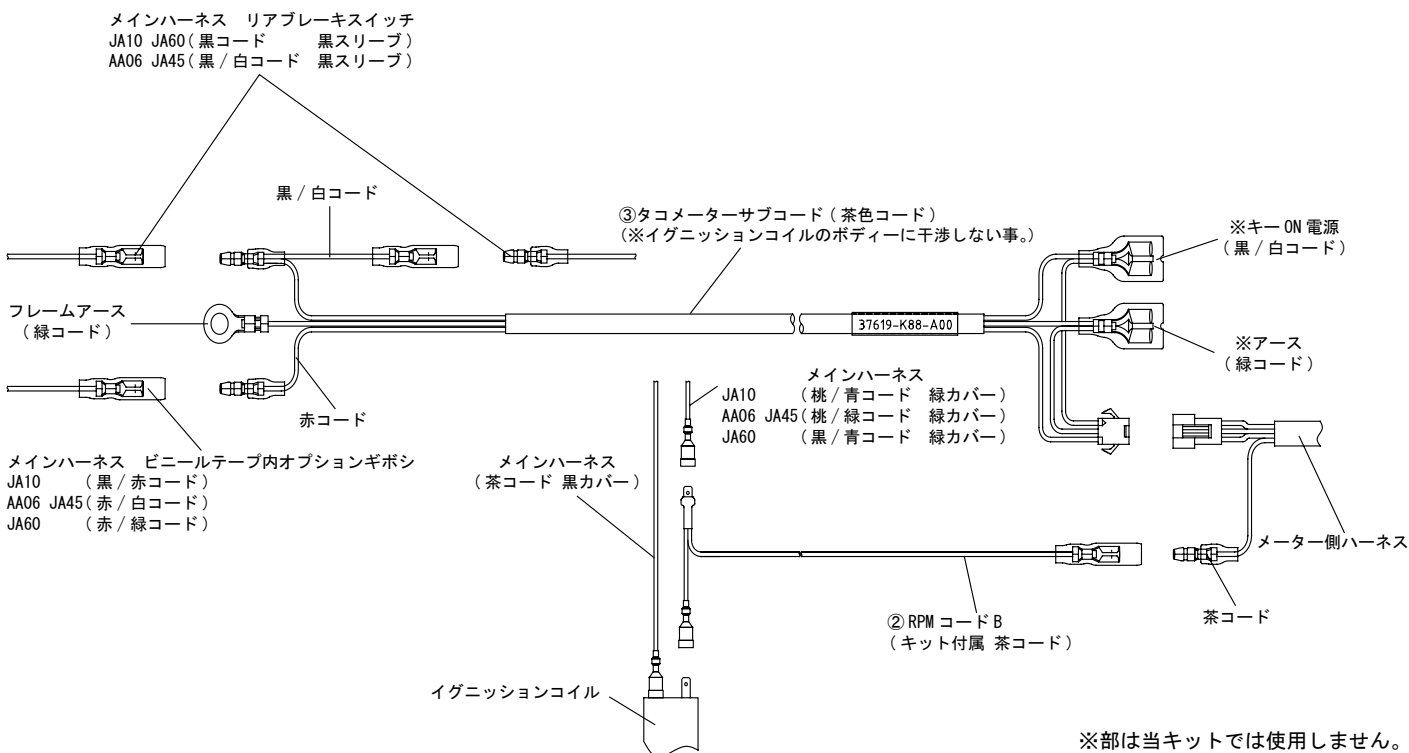 メインハーネス　リアブレーキスイッチ
JA10 JA60(黒コード　　黒スリーブ)
AA06 JA45(黒/白コード　黒スリーブ)
黒/白コード
③タコメーターサブコード(茶色コード)
(※イグニッションコイルのボディーに干渉しない事。)
※キーON電源
(黒/白コード)
フレームアース
(緑コード)
37619-K88-A00
※アース
(緑コード)
赤コード
メインハーネス
JA10　　(桃/青コード　緑カバー)
AA06 JA45(桃/緑コード　緑カバー)
JA60　　(黒/青コード　緑カバー)
メインハーネス　ビニールテープ内オプションギボシ
JA10　　(黒/赤コード)
AA06 JA45(赤/白コード)
JA60　　(赤/緑コード)
メインハーネス
(茶コード 黒カバー)
メーター側ハーネス
茶コード
②RPMコードB
(キット付属 茶コード)
イグニッションコイル
※部は当キットでは使用しません。